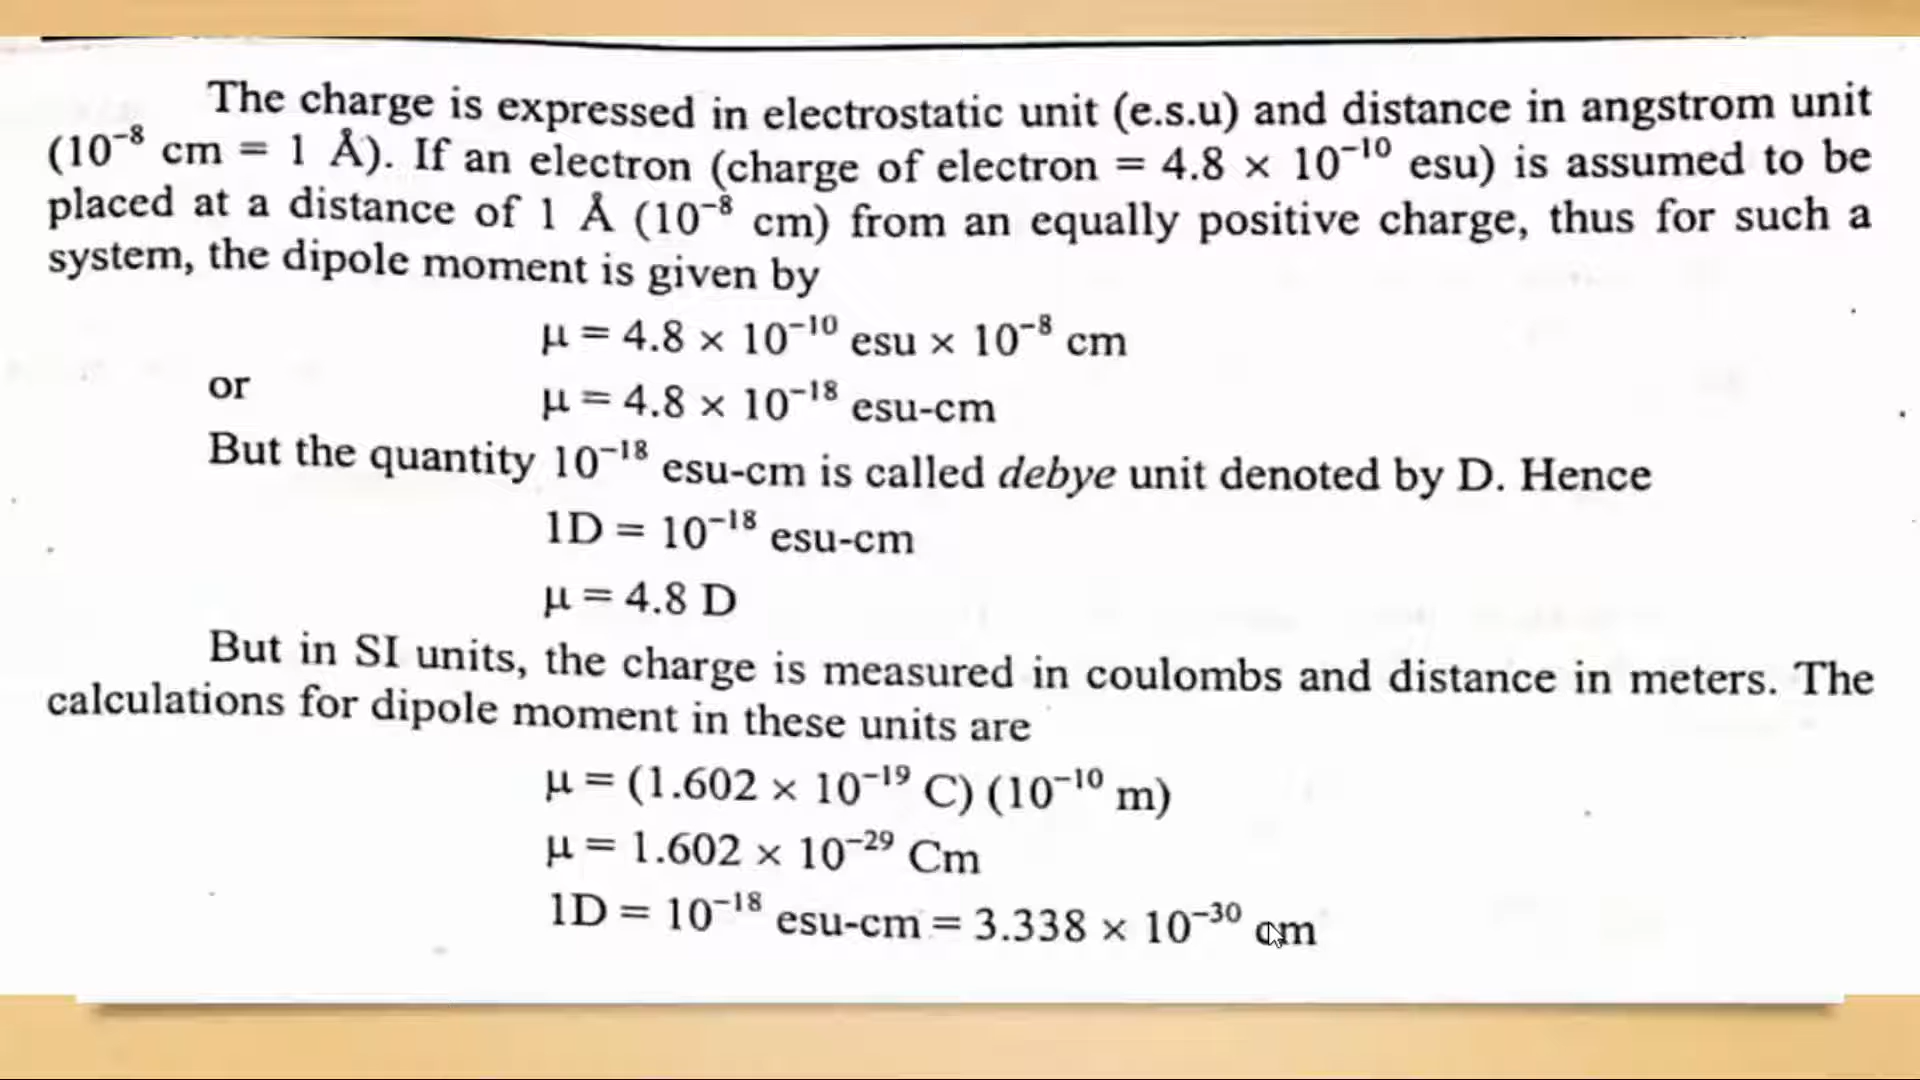 The charge is expressed in electrostatic unit (e.s.u) and distance in angstrom unit
(10⁻⁸ cm = 1 Å). If an electron (charge of electron = 4.8 × 10⁻¹⁰ esu) is assumed to be
placed at a distance of 1 Å (10⁻⁸ cm) from an equally positive charge, thus for such a
system, the dipole moment is given by
μ = 4.8 × 10⁻¹⁰ esu × 10⁻⁸ cm
or μ = 4.8 × 10⁻¹⁸ esu-cm
But the quantity 10⁻¹⁸ esu-cm is called debye unit denoted by D. Hence
1D = 10⁻¹⁸ esu-cm
μ = 4.8 D
But in SI units, the charge is measured in coulombs and distance in meters. The
calculations for dipole moment in these units are
μ = (1.602 × 10⁻¹⁹ C) (10⁻¹⁰ m)
μ = 1.602 × 10⁻²⁹ Cm
1D = 10⁻¹⁸ esu-cm = 3.338 × 10⁻³⁰ cm